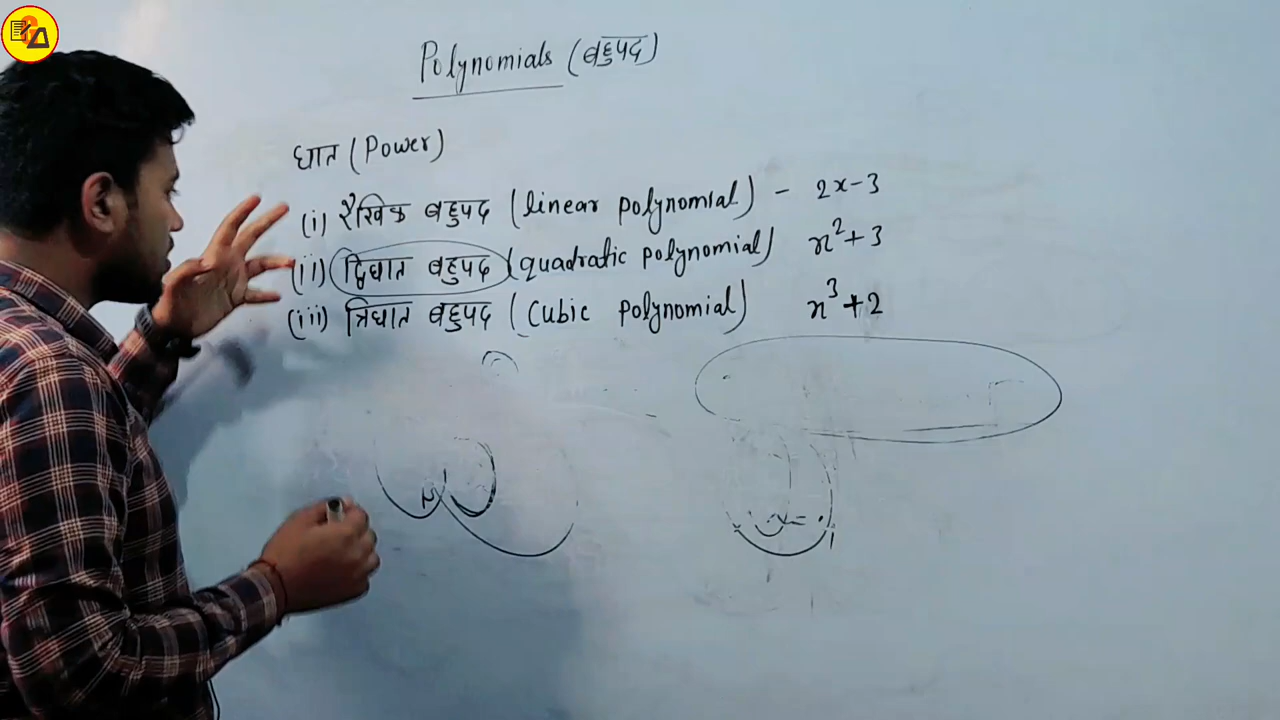 Polynomials (बहुपद)
घात (Power)
(i) रैखिक बहुपद (linear polynomial) - 2x-3
(ii) द्विघात बहुपद (quadratic polynomial) x²+3
(iii) त्रिघात बहुपद (Cubic polynomial) x³+2